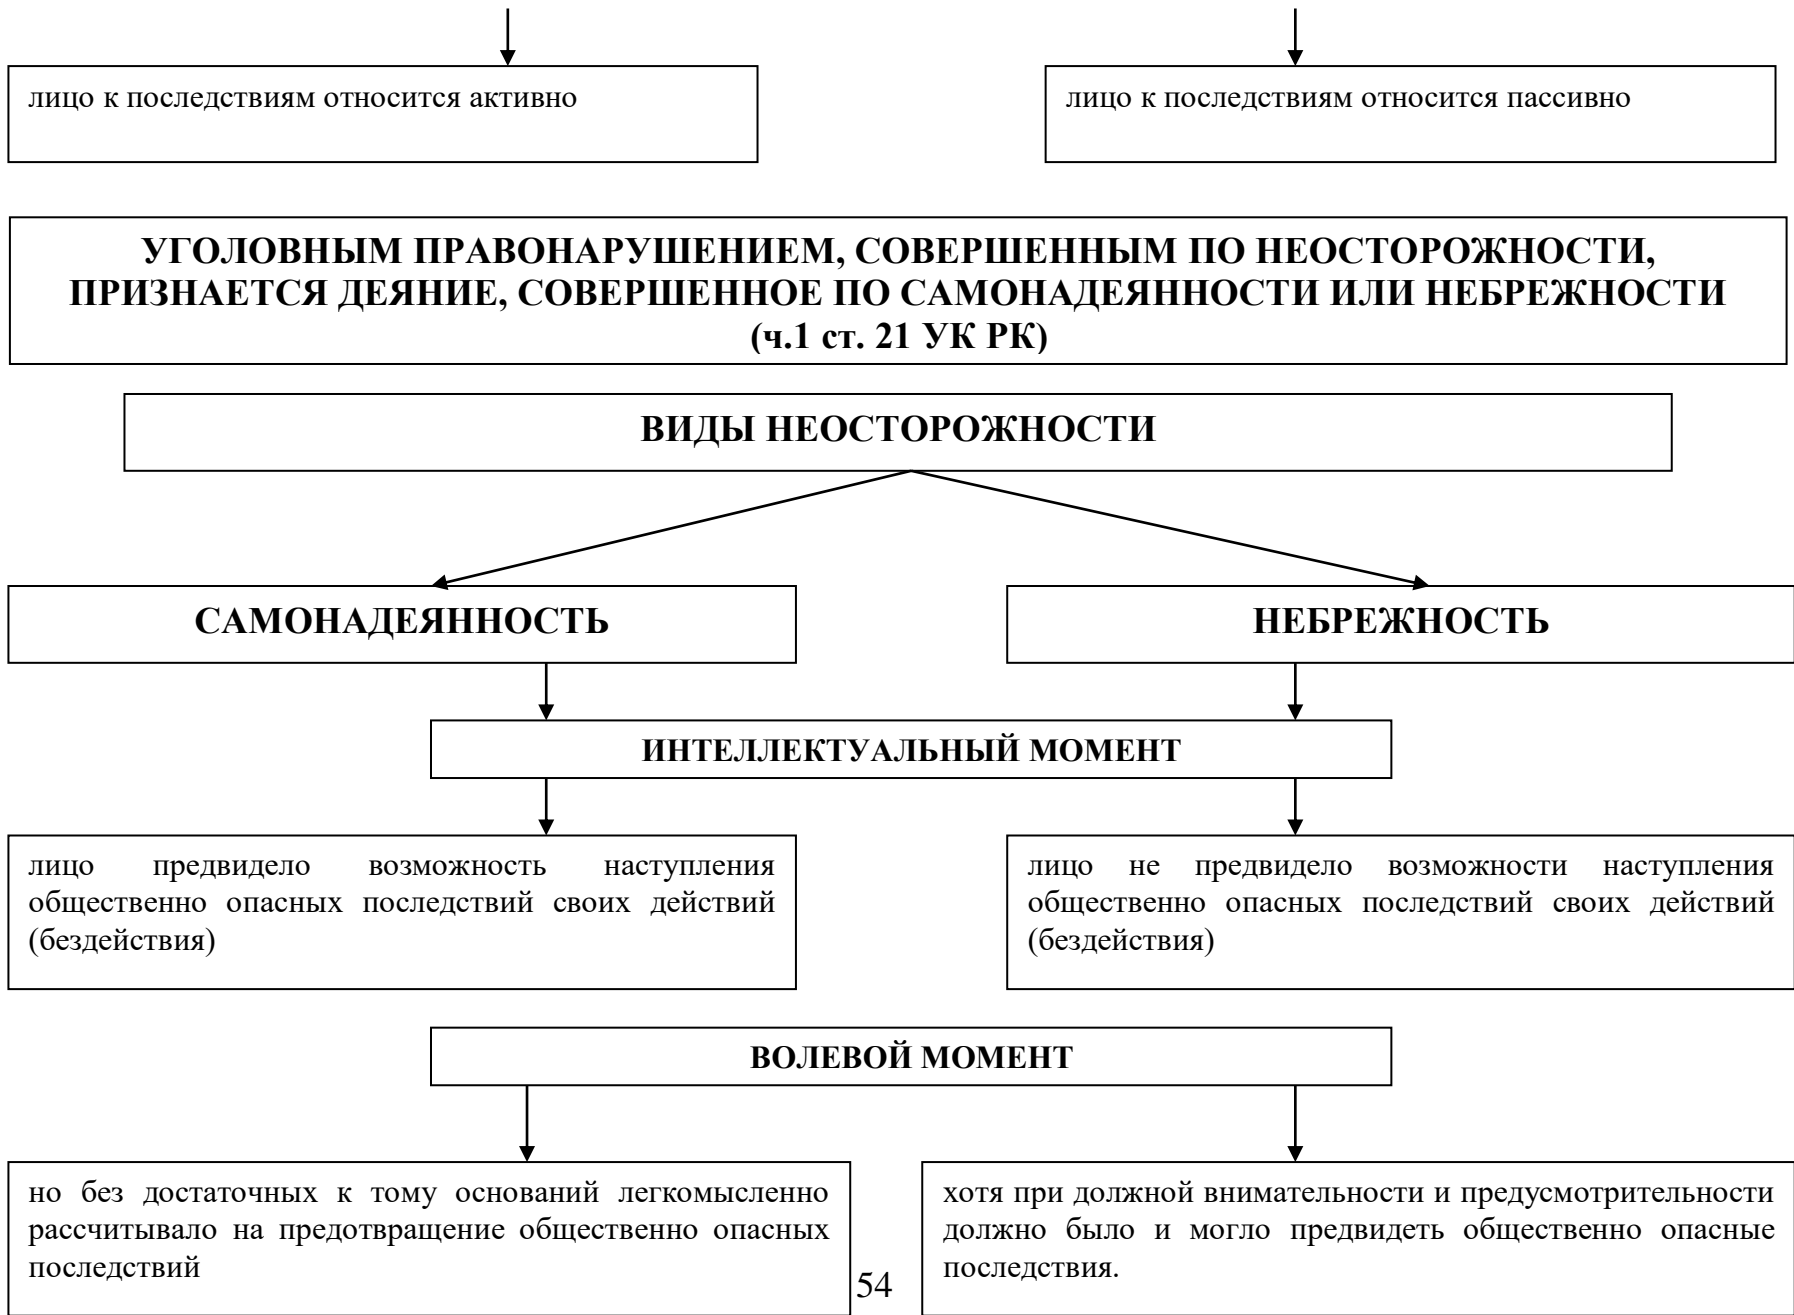 лицо к последствиям относится активно
лицо к последствиям относится пассивно
УГОЛОВНЫМ ПРАВОНАРУШЕНИЕМ, СОВЕРШЕННЫМ ПО НЕОСТОРОЖНОСТИ,
ПРИЗНАЕТСЯ ДЕЯНИЕ, СОВЕРШЕННОЕ ПО САМОНАДЕЯННОСТИ ИЛИ НЕБРЕЖНОСТИ
(ч.1 ст. 21 УК РК)
ВИДЫ НЕОСТОРОЖНОСТИ
САМОНАДЕЯННОСТЬ
НЕБРЕЖНОСТЬ
ИНТЕЛЛЕКТУАЛЬНЫЙ МОМЕНТ
лицо предвидело возможность наступления
общественно опасных последствий своих действий
(бездействия)
лицо не предвидело возможности наступления
общественно опасных последствий своих действий
(бездействия)
ВОЛЕВОЙ МОМЕНТ
но без достаточных к тому оснований легкомысленно
рассчитывало на предотвращение общественно опасных
последствий
хотя при должной внимательности и предусмотрительности
должно было и могло предвидеть общественно опасные
последствия.
54